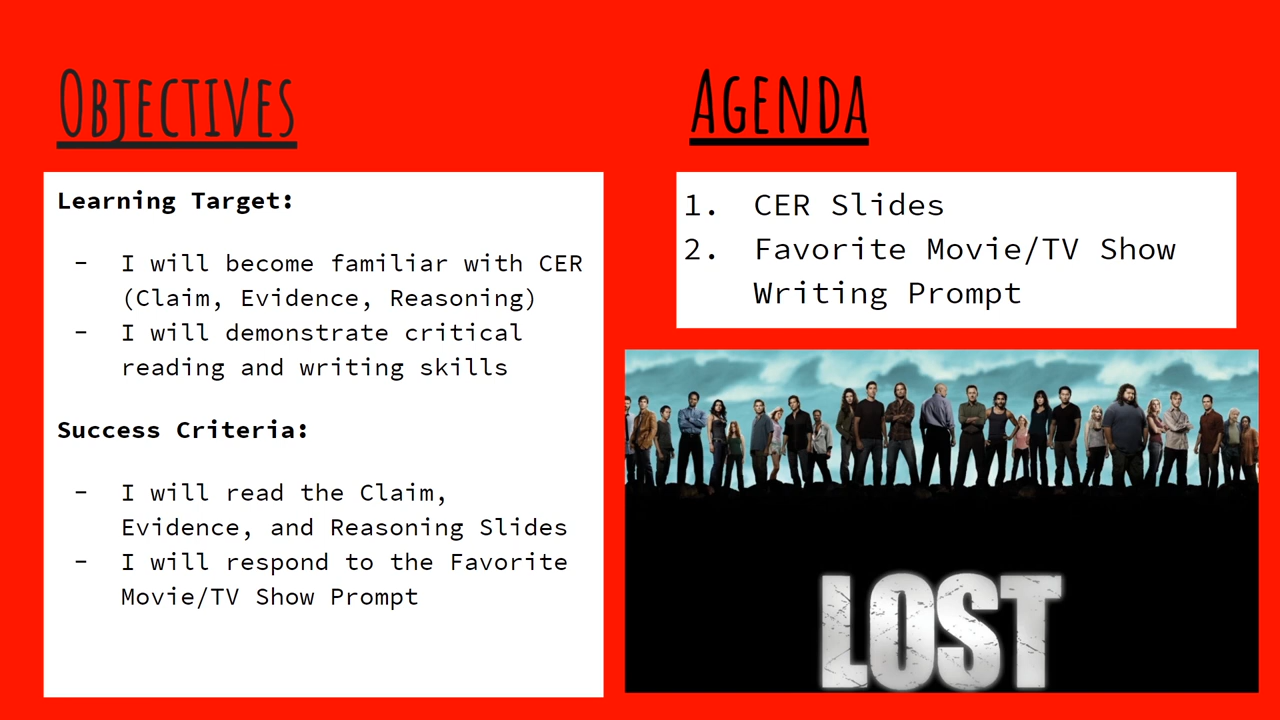 Objectives
Learning Target:
- I will become familiar with CER
(Claim, Evidence, Reasoning)
- I will demonstrate critical
reading and writing skills
Success Criteria:
- I will read the Claim,
Evidence, and Reasoning Slides
- I will respond to the Favorite
Movie/TV Show Prompt
Agenda
1. CER Slides
2. Favorite Movie/TV Show
Writing Prompt
LOST